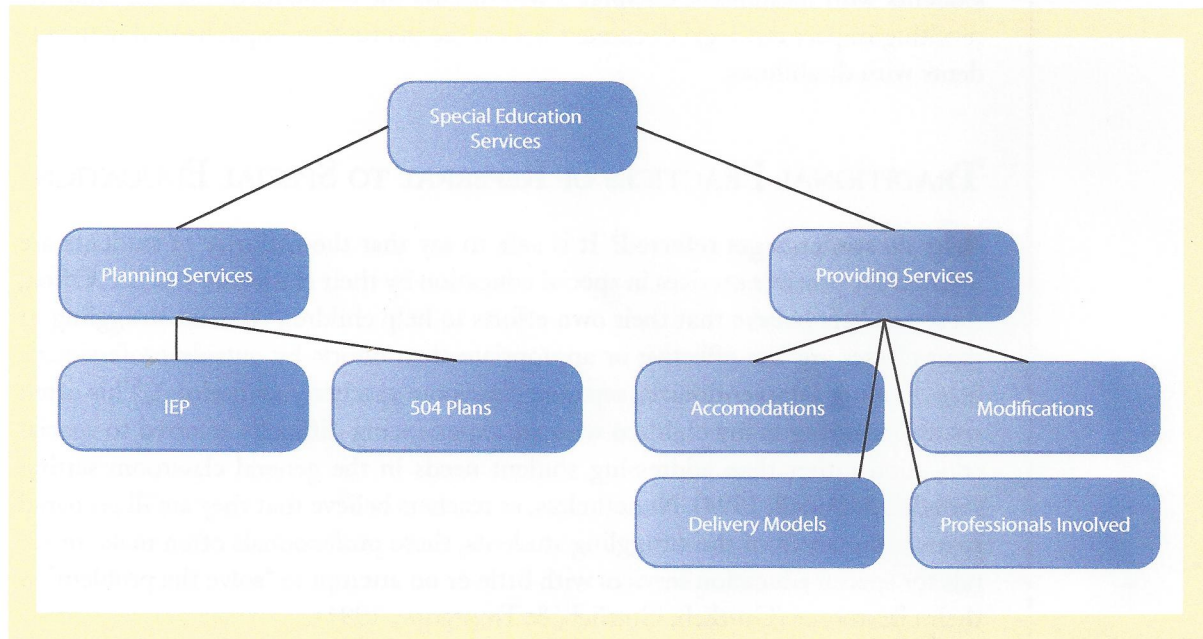 Special Education
Services
Planning Services
Providing Services
IEP
504 Plans
Accomodations
Modifications
Delivery Models
Professionals Involved